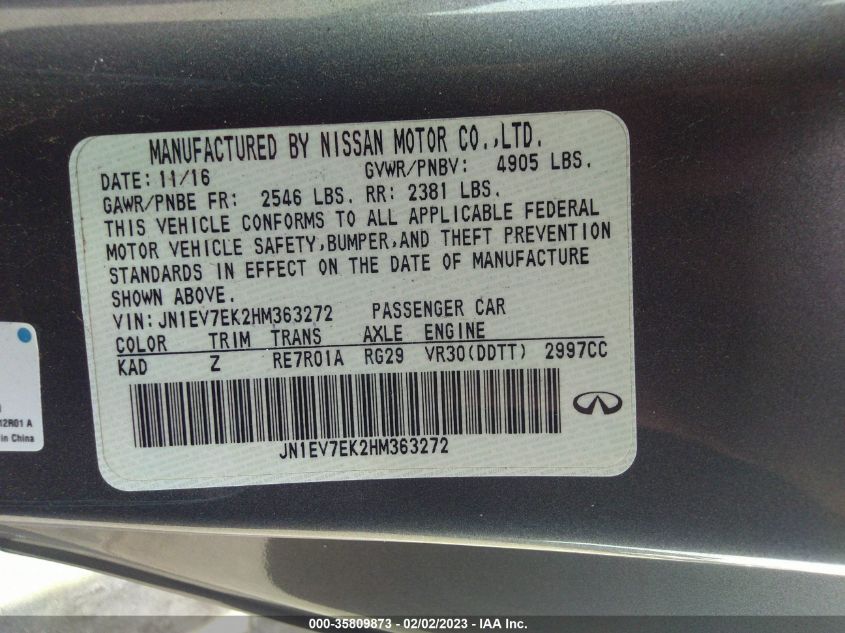 MANUFACTURED BY NISSAN MOTOR CO.,LTD.
DATE: 11/16 GVWR/PNBV: 4905 LBS.
GAWR/PNBE FR: 2546 LBS. RR: 2381 LBS.
THIS VEHICLE CONFORMS TO ALL APPLICABLE FEDERAL
MOTOR VEHICLE SAFETY,BUMPER,AND THEFT PREVENTION
STANDARDS IN EFFECT ON THE DATE OF MANUFACTURE
SHOWN ABOVE.
VIN:JN1EV7EK2HM363272 PASSENGER CAR
COLOR TRIM TRANS AXLE ENGINE
KAD Z RE7R01A RG29 VR30(DDTT) 2997CC
JN1EV7EK2HM363272
12R01 A
in China
000-35809873 - 02/02/2023 - IAA Inc.